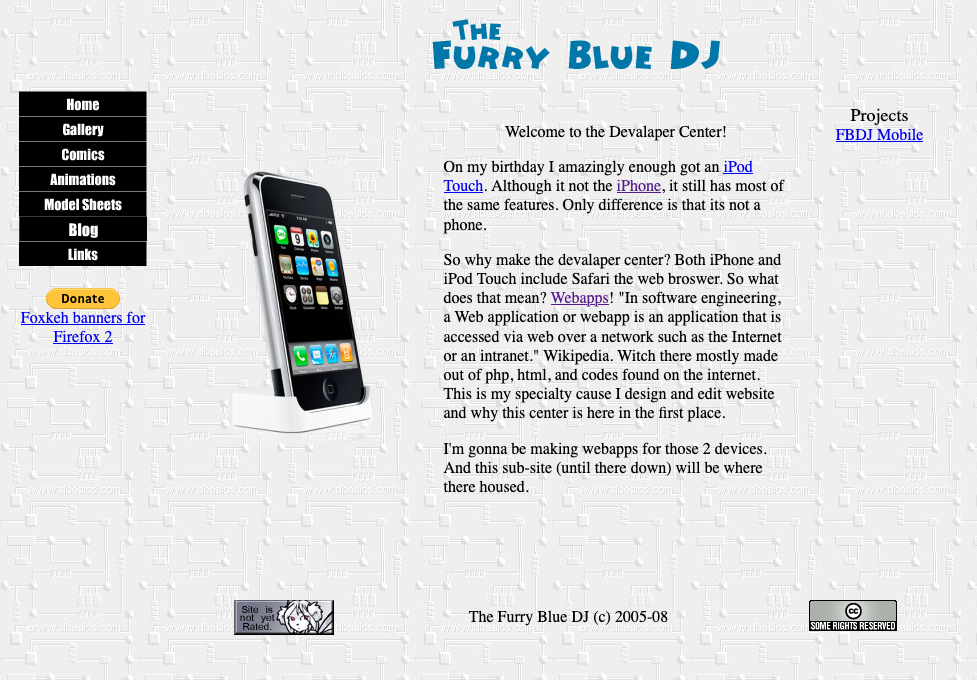 The
Furry Blue DJ
Home
Gallery
Comics
Animations
Model Sheets
Blog
Links
Donate
Foxkeh banners for
Firefox 2
Welcome to the Devalaper Center!
On my birthday I amazingly enough got an iPod
Touch. Although it not the iPhone, it still has most of
the same features. Only difference is that its not a
phone.
So why make the devalaper center? Both iPhone and
iPod Touch include Safari the web broswer. So what
does that mean? Webapps! "In software engineering,
a Web application or webapp is an application that is
accessed via web over a network such as the Internet
or an intranet." Wikipedia. Witch there mostly made
out of php, html, and codes found on the internet.
This is my specialty cause I design and edit website
and why this center is here in the first place.
I'm gonna be making webapps for those 2 devices.
And this sub-site (until there down) will be where
there housed.
Projects
FBDJ Mobile
Site is
not yet
Rated.
The Furry Blue DJ (c) 2005-08
cc
SOME RIGHTS RESERVED
www.dbasics.com